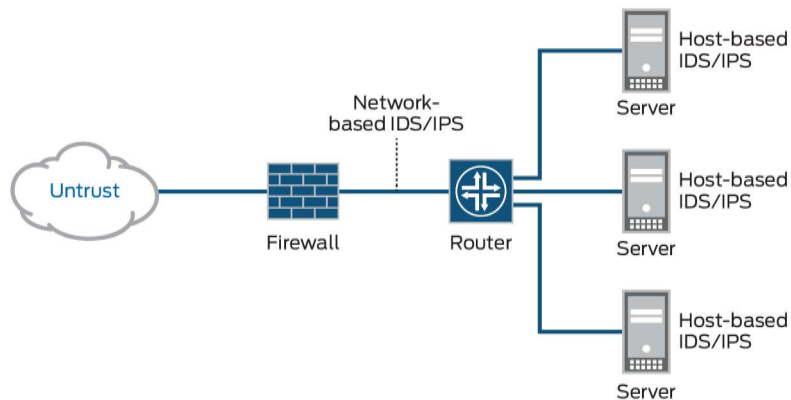 Host-based
IDS/IPS
Server
Network-
based IDS/IPS
Untrust
Firewall
Router
Host-based
IDS/IPS
Server
Host-based
IDS/IPS
Server